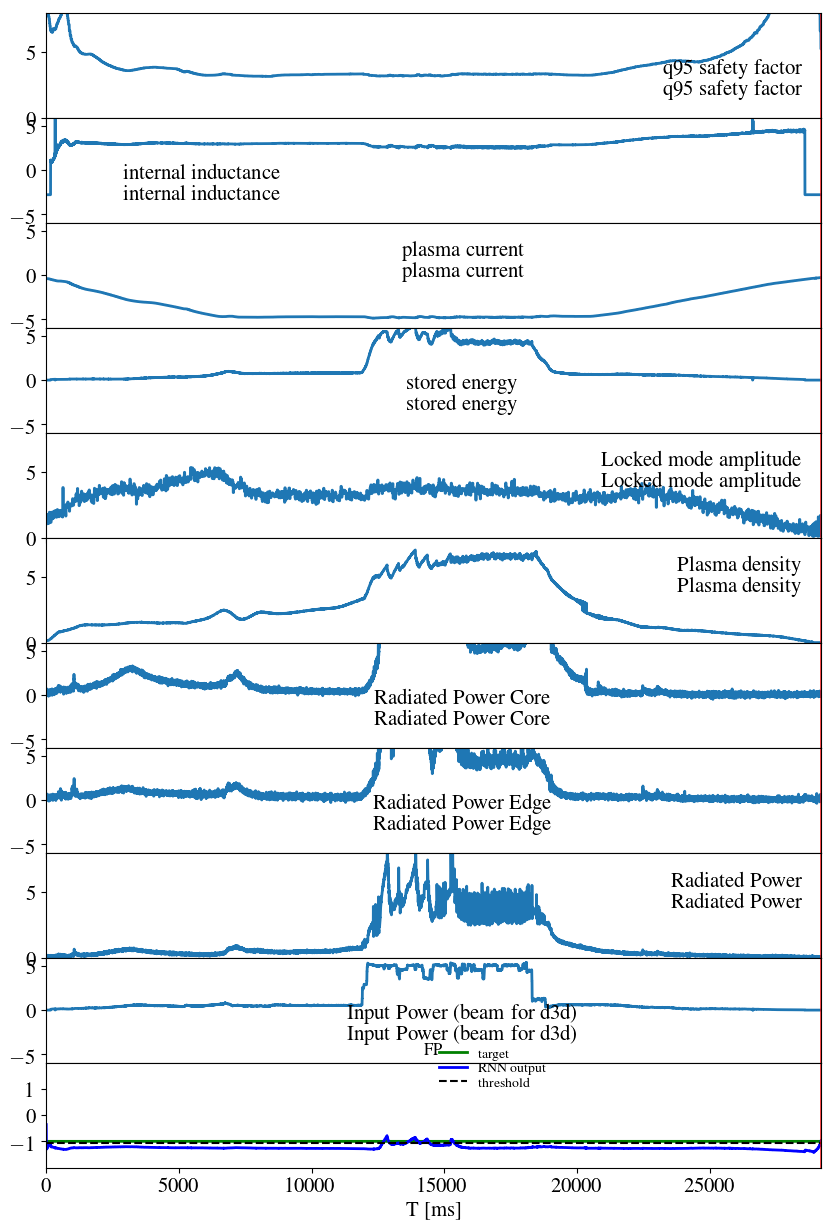 5
q95 safety factor
q95 safety factor
0
5
0
internal inductance
internal inductance
−5
5
plasma current
0
plasma current
−5
5
0
stored energy
stored energy
−5
Locked mode amplitude
5
Locked mode amplitude
0
Plasma density
5
Plasma density
0
5
0
Radiated Power Core
Radiated Power Core
−5
5
0
Radiated Power Edge
Radiated Power Edge
−5
Radiated Power
5
Radiated Power
0
5
0
Input Power (beam for d3d)
Input Power (beam for d3d)
−5
FP
target
RNN output
threshold
1
0
−1
0 5000 10000 15000 20000 25000
T [ms]